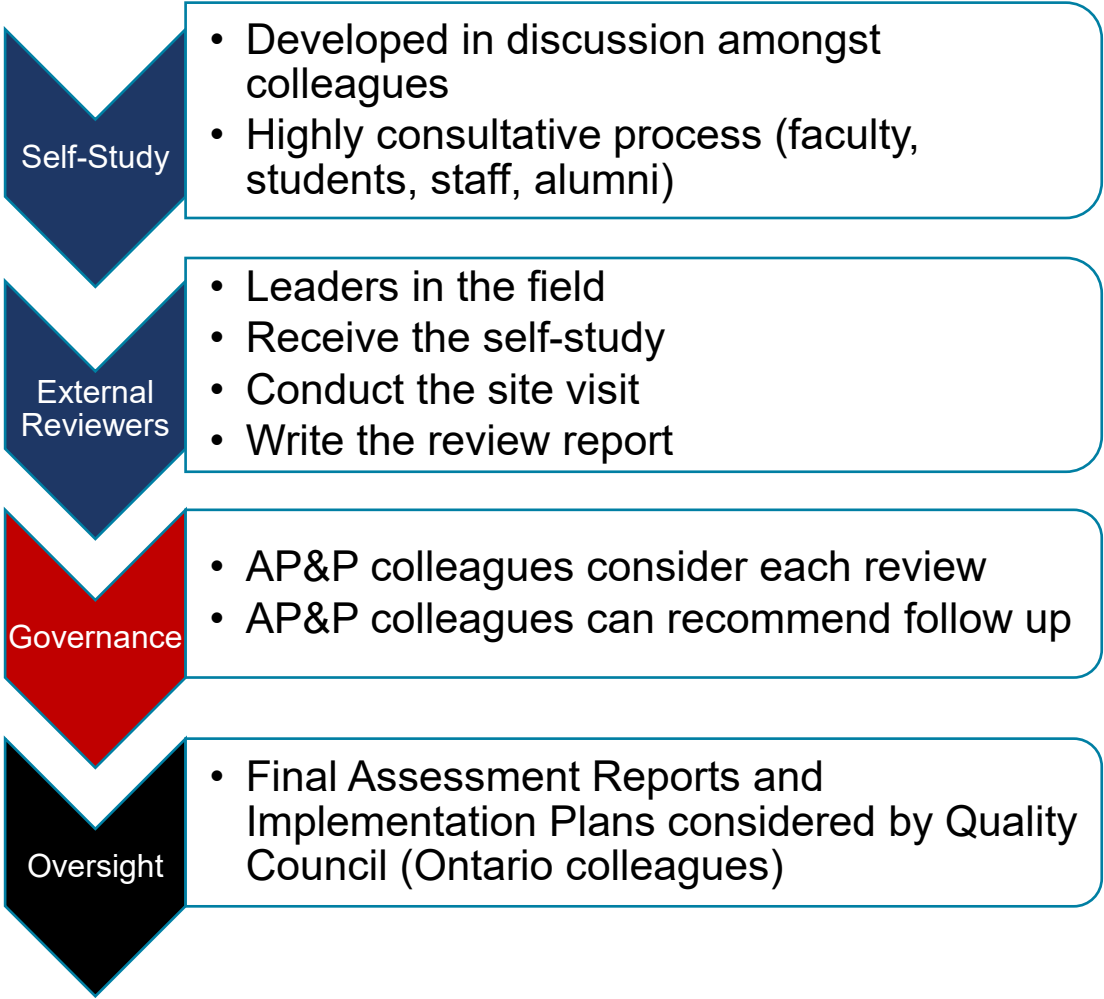 Self-Study
• Developed in discussion amongst
colleagues
• Highly consultative process (faculty,
students, staff, alumni)
External
Reviewers
• Leaders in the field
• Receive the self-study
• Conduct the site visit
• Write the review report
Governance
• AP&P colleagues consider each review
• AP&P colleagues can recommend follow up
Oversight
• Final Assessment Reports and
Implementation Plans considered by Quality
Council (Ontario colleagues)